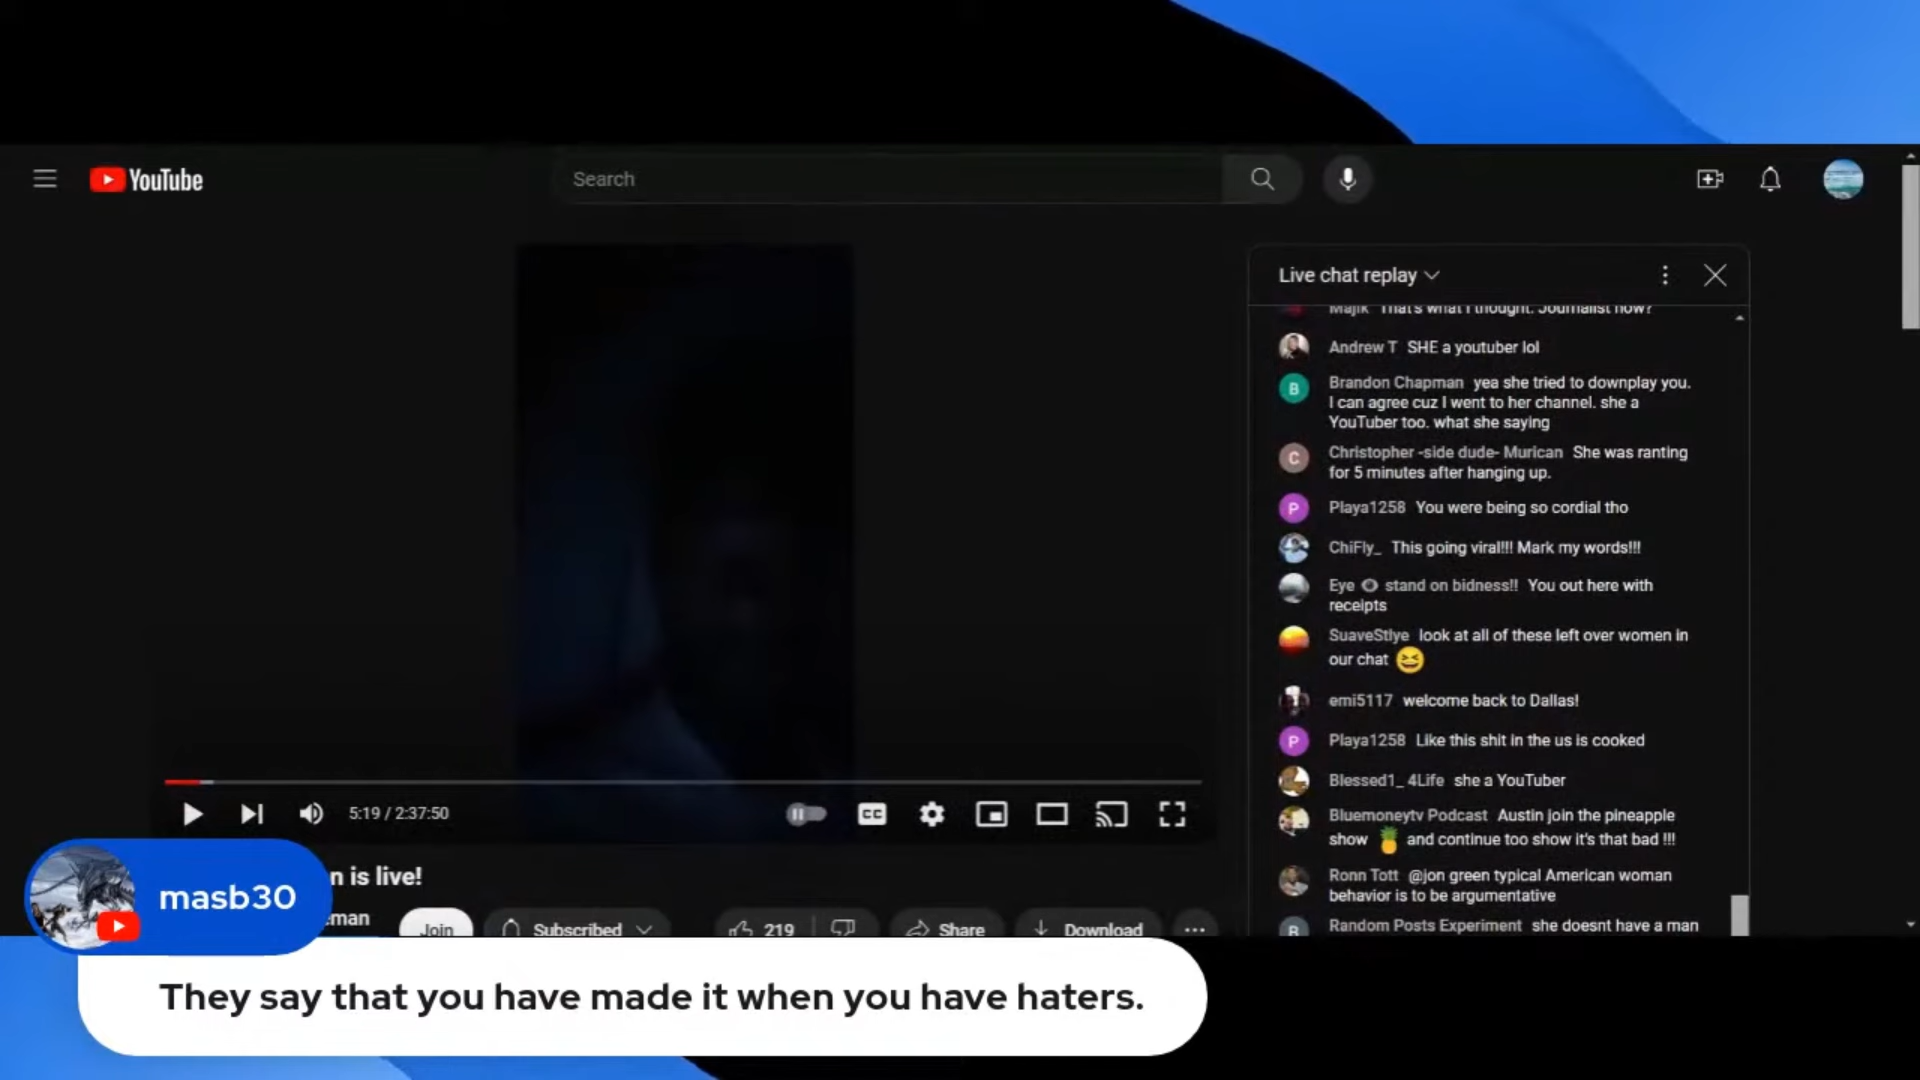 YouTube
Search
Live chat replay
Majik That's what I thought. Journalist how?
Andrew T SHE a youtuber lol
Brandon Chapman yea she tried to downplay you.
I can agree cuz I went to her channel. she a
YouTuber too. what she saying
Christopher -side dude- Murican She was ranting
for 5 minutes after hanging up.
Playa1258 You were being so cordial tho
ChiFly_ This going viral!!! Mark my words!!!
Eye 👁 stand on bidness!! You out here with
receipts
SuaveStlye look at all of these left over women in
our chat 😆
emi5117 welcome back to Dallas!
Playa1258 Like this shit in the us is cooked
Blessed1_ 4Life she a YouTuber
Bluemoneytv Podcast Austin join the pineapple
show 🍍 and continue too show it's that bad !!!
Ronn Tott @jon green typical American woman
behavior is to be argumentative
Random Posts Experiment she doesnt have a man
5:19 / 2:37:50
CC
n is live!
eman
Join
Subscribed
219
Share
Download
masb30
They say that you have made it when you have haters.